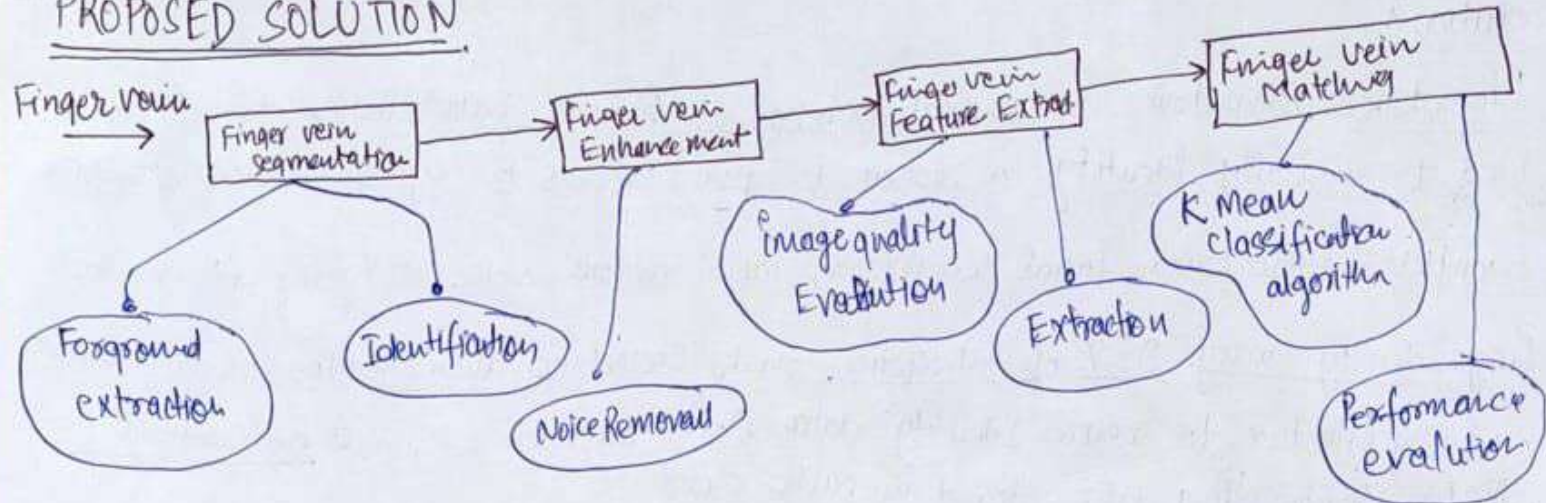 PROPOSED SOLUTION
Finger vein
Finger vein
segmentation
Finger vein
Enhancement
Finger vein
Feature Extract.
Finger vein
Matching
Forground
extraction
Identification
Noice Removal
image quality
Evalution
Extraction
K Mean
classification
algorithm
Performance
evalution